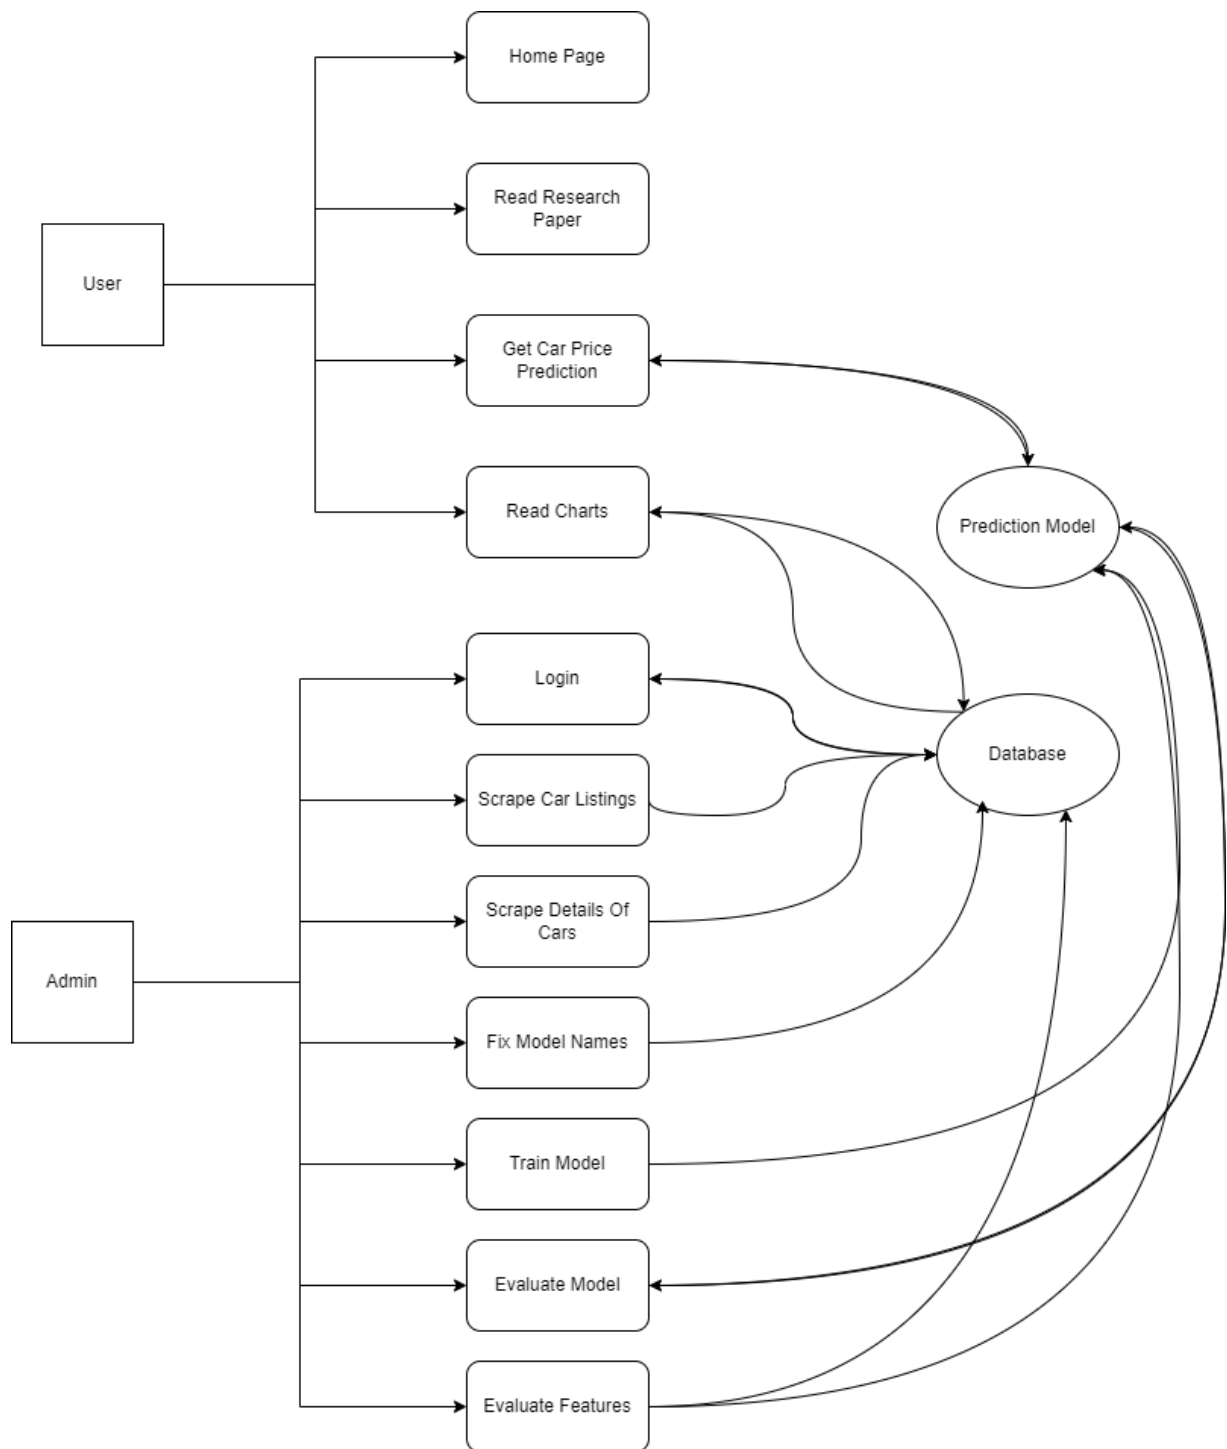 Home Page
Read Research
Paper
User
Get Car Price
Prediction
Read Charts
Prediction Model
Login
Database
Scrape Car Listings
Scrape Details Of
Cars
Admin
Fix Model Names
Train Model
Evaluate Model
Evaluate Features